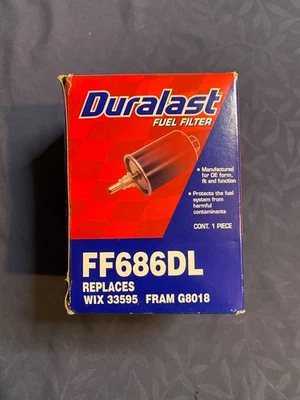 Duralast
FUEL FILTER
• Manufactured
for OE form,
fit and function
• Protects the fuel
system from
harmful
contaminants
CONT. 1 PIECE
FF686DL
REPLACES
WIX 33595 FRAM G8018